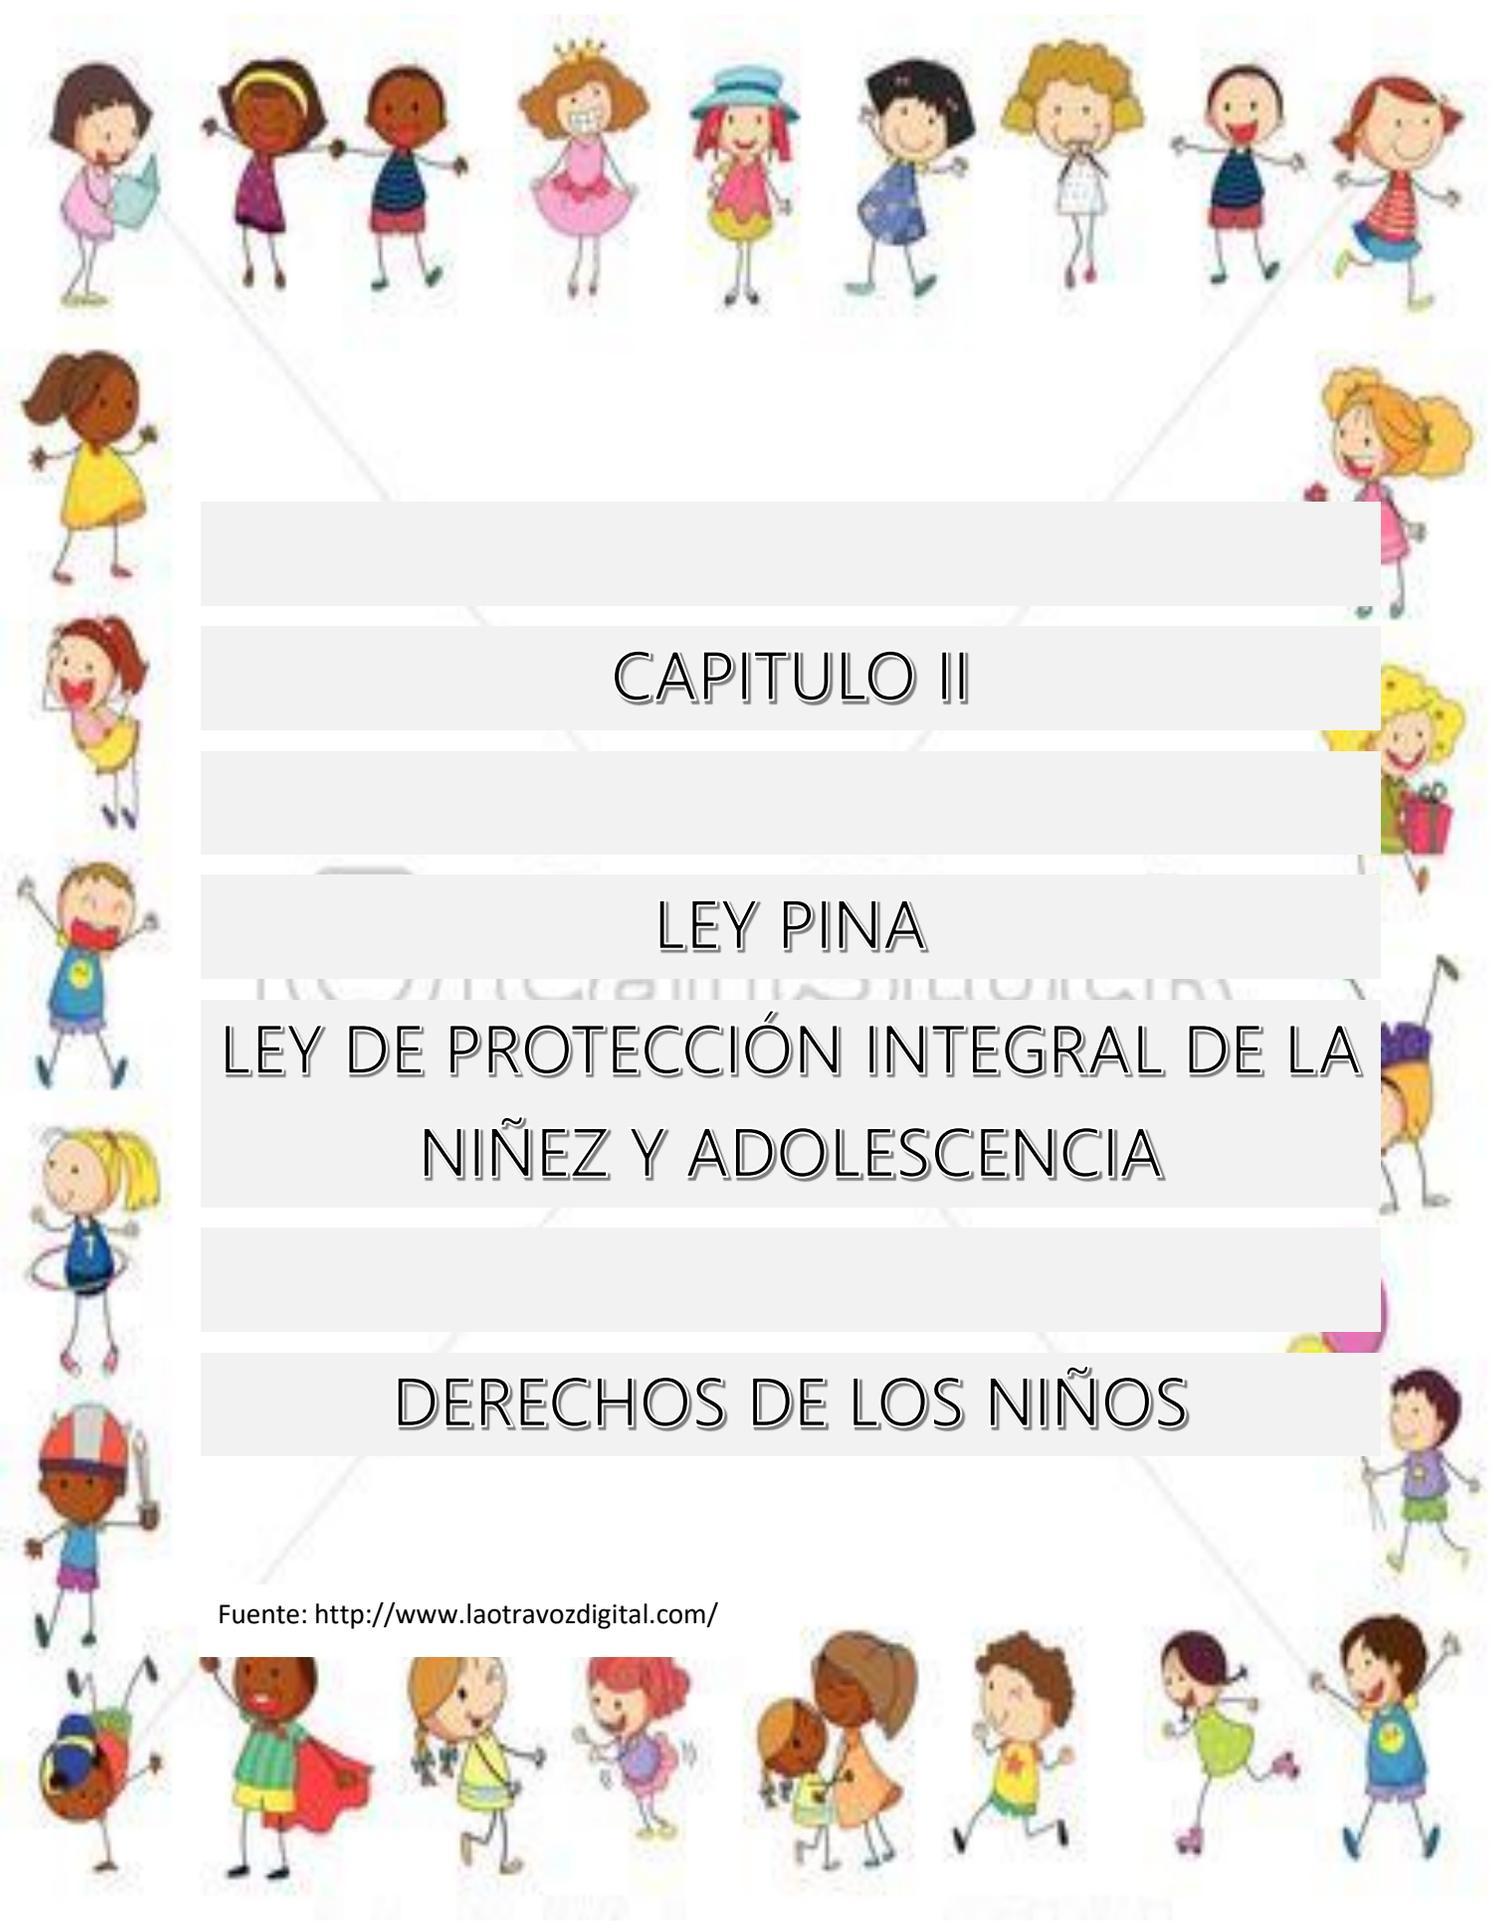 CAPITULO II
LEY PINA
LEY DE PROTECCIÓN INTEGRAL DE LA
NIÑEZ Y ADOLESCENCIA
DERECHOS DE LOS NIÑOS
Fuente: http://www.laotravozdigital.com/